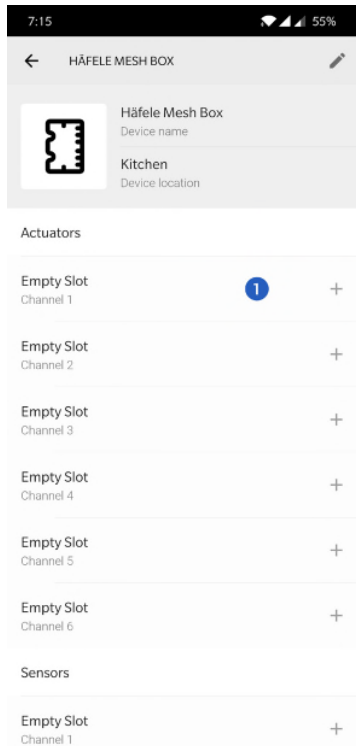 7:15 55%
HÄFELE MESH BOX
Häfele Mesh Box
Device name
Kitchen
Device location
Actuators
Empty Slot
Channel 1
1
Empty Slot
Channel 2
Empty Slot
Channel 3
Empty Slot
Channel 4
Empty Slot
Channel 5
Empty Slot
Channel 6
Sensors
Empty Slot
Channel 1